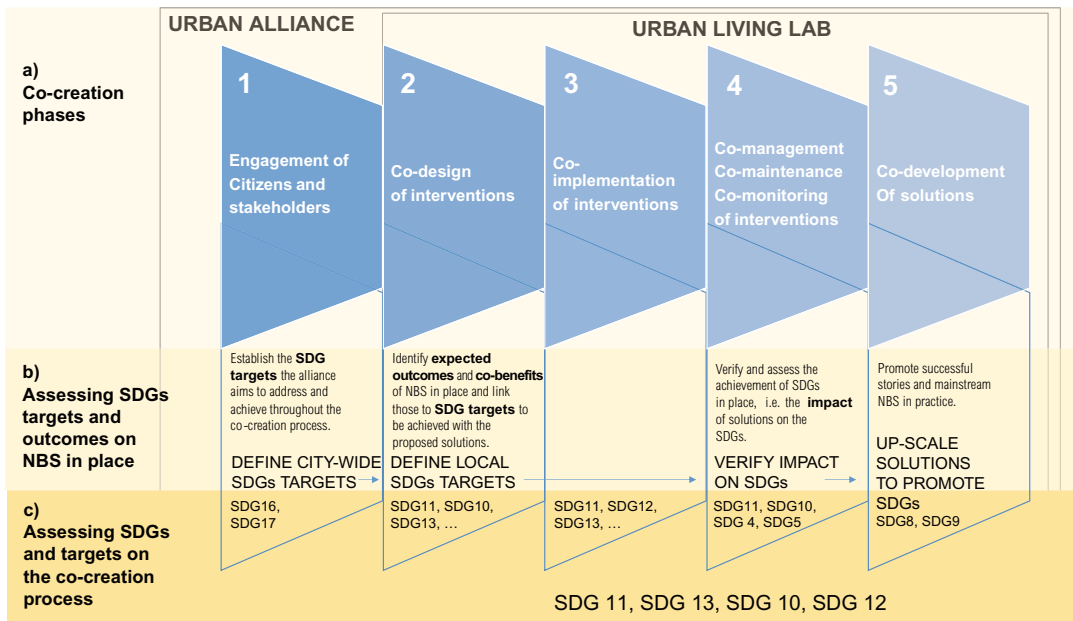 URBAN ALLIANCE
URBAN LIVING LAB
a)
Co-creation
phases
1
Engagement of
Citizens and
stakeholders
2
Co-design
of interventions
3
Co-
implementation
of interventions
4
Co-management
Co-maintenance
Co-monitoring
of interventions
5
Co-development
Of solutions
b)
Assessing SDGs
targets and
outcomes on
NBS in place
Establish the SDG
targets the alliance
aims to address and
achieve throughout the
co-creation process.
DEFINE CITY-WIDE
SDGs TARGETS
Identify expected
outcomes and co-benefits
of NBS in place and link
those to SDG targets to
be achieved with the
proposed solutions.
DEFINE LOCAL
SDGs TARGETS
Verify and assess the
achievement of SDGs
in place, i.e. the impact
of solutions on the
SDGs.
VERIFY IMPACT
ON SDGs
Promote successful
stories and mainstream
NBS in practice.
UP-SCALE
SOLUTIONS
TO PROMOTE
SDGs
c)
Assessing SDGs
and targets on
the co-creation
process
SDG16,
SDG17
SDG11, SDG10,
SDG13, ...
SDG11, SDG12,
SDG13, ...
SDG11, SDG10,
SDG 4, SDG5
SDG8, SDG9
SDG 11, SDG 13, SDG 10, SDG 12